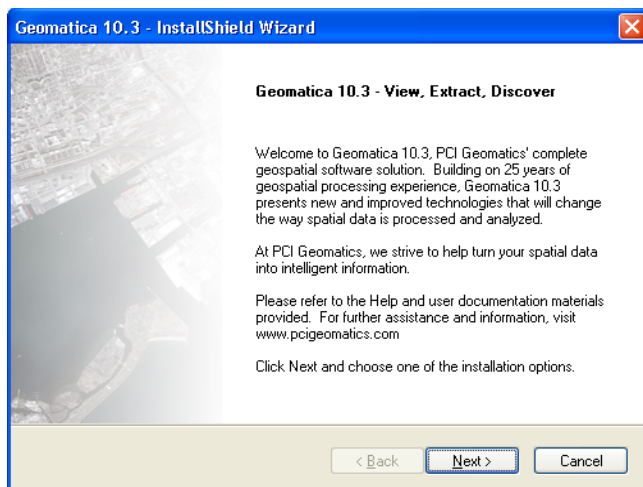 Geomatica 10.3 - InstallShield Wizard
Geomatica 10.3 - View, Extract, Discover
Welcome to Geomatica 10.3, PCI Geomatics' complete
geospatial software solution.  Building on 25 years of
geospatial processing experience, Geomatica 10.3
presents new and improved technologies that will change
the way spatial data is processed and analyzed.
At PCI Geomatics, we strive to help turn your spatial data
into intelligent information.
Please refer to the Help and user documentation materials
provided.  For further assistance and information, visit
www.pcigeomatics.com
Click Next and choose one of the installation options.
< Back
Next >
Cancel